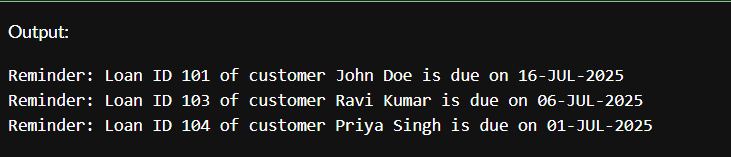 Output:
Reminder: Loan ID 101 of customer John Doe is due on 16-JUL-2025
Reminder: Loan ID 103 of customer Ravi Kumar is due on 06-JUL-2025
Reminder: Loan ID 104 of customer Priya Singh is due on 01-JUL-2025